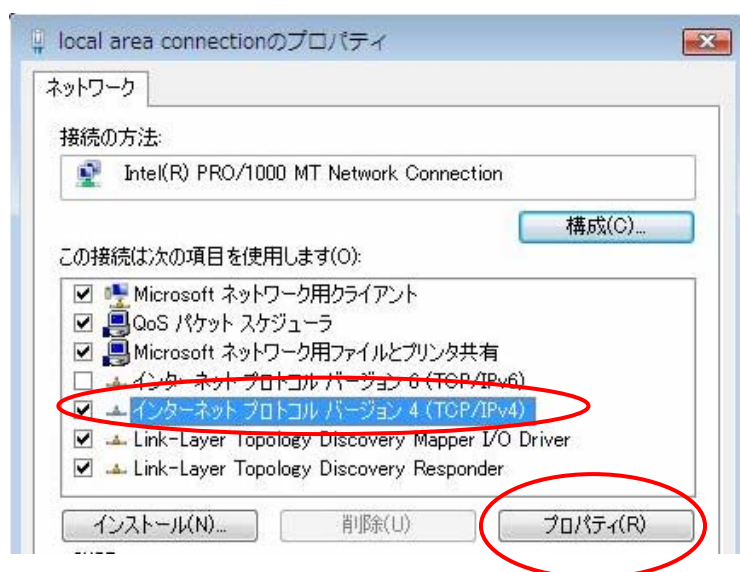 local area connectionのプロパティ
ネットワーク
接続の方法:
Intel(R) PRO/1000 MT Network Connection
構成(C)...
この接続は次の項目を使用します(O):
Microsoft ネットワーク用クライアント
QoS パケット スケジューラ
Microsoft ネットワーク用ファイルとプリンタ共有
インターネット プロトコル バージョン 6 (TCP/IPv6)
インターネット プロトコル バージョン 4 (TCP/IPv4)
Link-Layer Topology Discovery Mapper I/O Driver
Link-Layer Topology Discovery Responder
インストール(N)... 削除(U) プロパティ(R)